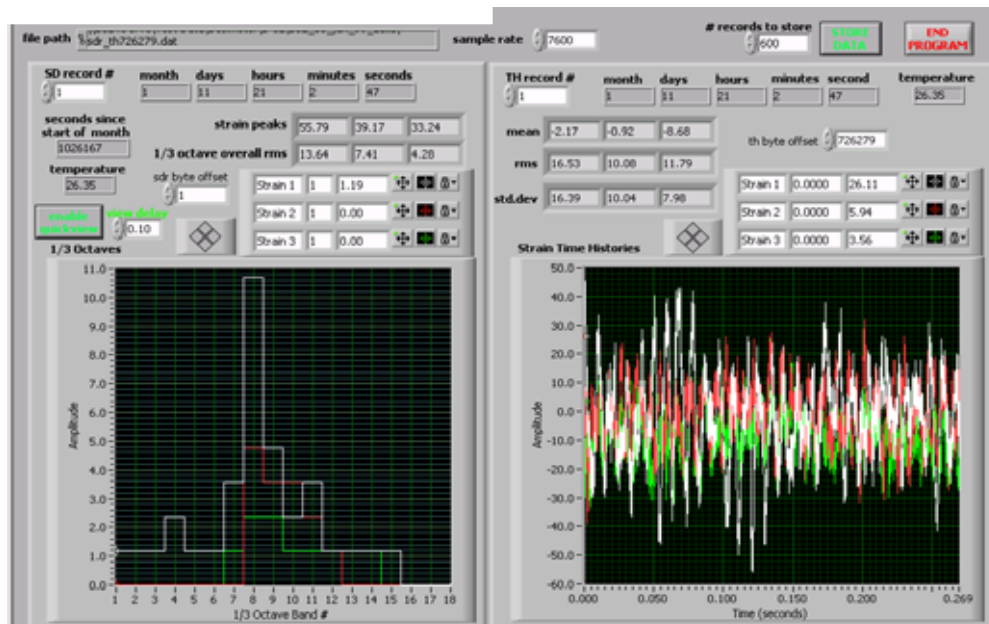 file path
sdr_th726279.dat
sample rate 7600
# records to store
600
STORE DATA
END PROGRAM
SD record # month days hours minutes seconds
1 1 11 21 2 47
seconds since start of month
1026167
strain peaks 55.79 39.17 33.24
1/3 octave overall rms 13.64 7.41 4.28
temperature
26.35
sdr byte offset
1
Strain 1 1 1.19
Strain 2 1 0.00
Strain 3 1 0.00
enable quickview
view delay
0.10
1/3 Octaves
11.0
10.0
9.0
8.0
7.0
6.0
5.0
4.0
3.0
2.0
1.0
0.0
Amplitude
1 2 3 4 5 6 7 8 9 10 11 12 13 14 15 16 17 18
1/3 Octave Band #
TH record # month days hours minutes second temperature
1 1 11 21 2 47 26.35
mean -2.17 -0.92 -8.68
th byte offset 726279
rms 16.53 10.08 11.79
std.dev 16.39 10.04 7.98
Strain 1 0.0000 26.11
Strain 2 0.0000 5.94
Strain 3 0.0000 3.56
Strain Time Histories
50.0
40.0
30.0
20.0
10.0
0.0
-10.0
-20.0
-30.0
-40.0
-50.0
-60.0
Amplitude
0.000 0.050 0.100 0.150 0.200 0.269
Time (seconds)